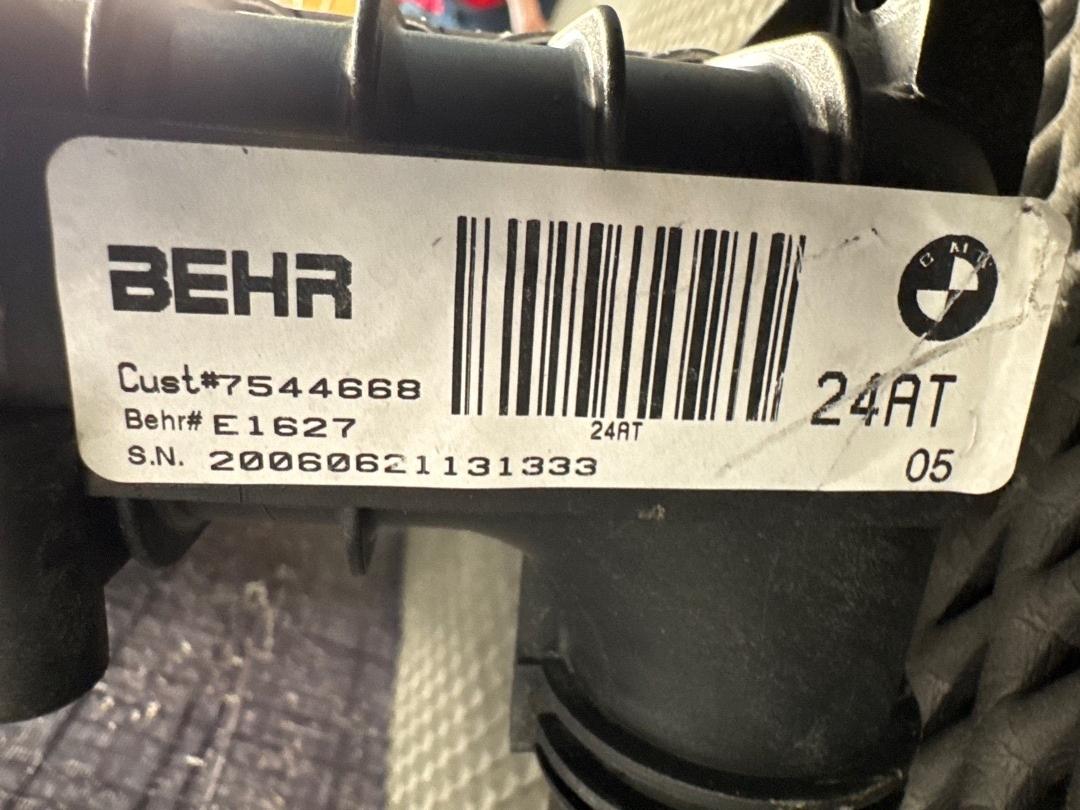 BEHR
Cust#7544668
Behr# E1627
S.N. 20060621131333
24AT
24AT
05